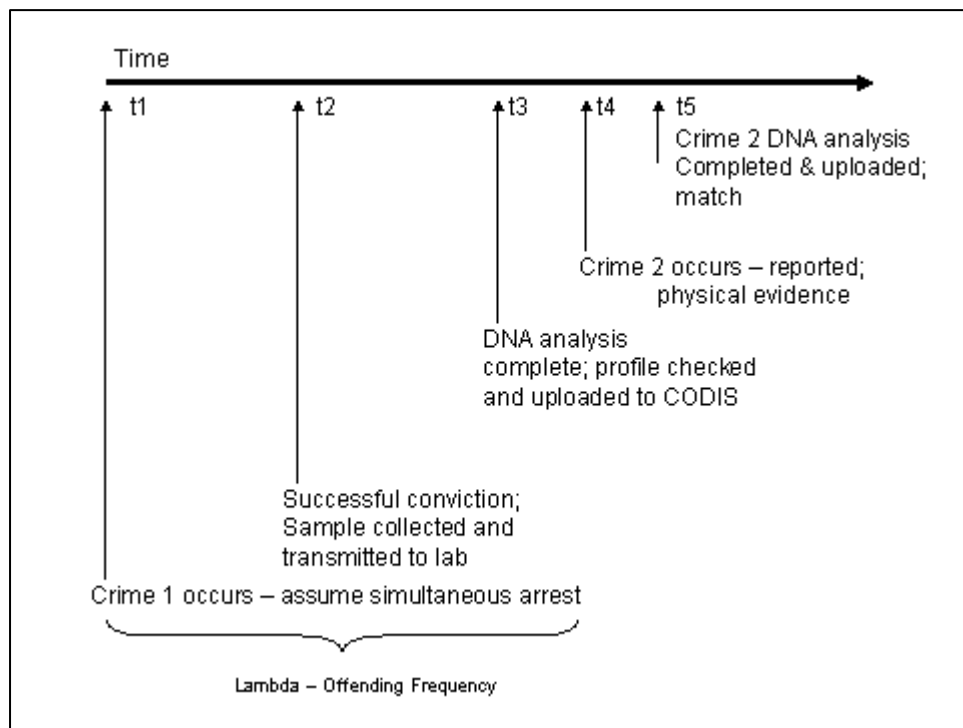 Time
t1
t2
t3
t4
t5
Crime 2 DNA analysis
Completed & uploaded;
match
Crime 2 occurs – reported;
physical evidence
DNA analysis
complete; profile checked
and uploaded to CODIS
Successful conviction;
Sample collected and
transmitted to lab
Crime 1 occurs – assume simultaneous arrest
Lambda – Offending Frequency